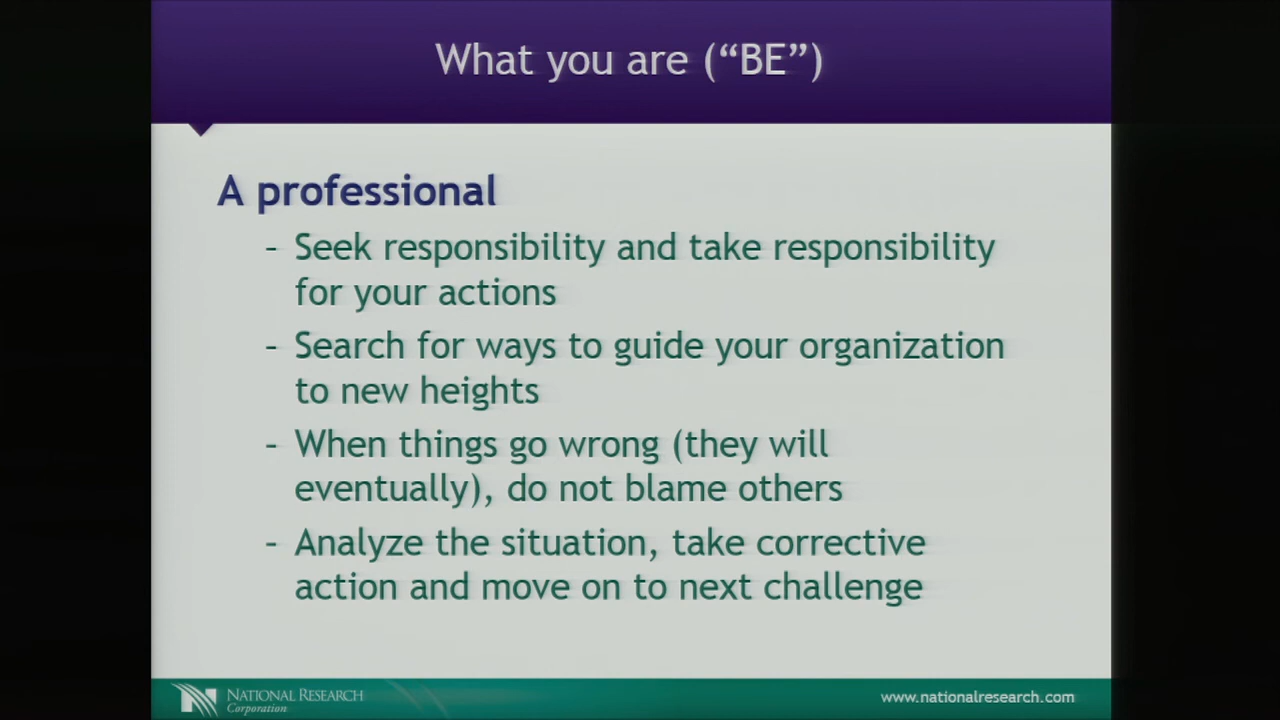 What you are (“BE”)
A professional
– Seek responsibility and take responsibility
for your actions
– Search for ways to guide your organization
to new heights
– When things go wrong (they will
eventually), do not blame others
– Analyze the situation, take corrective
action and move on to next challenge
NATIONAL RESEARCH
Corporation
www.nationalresearch.com